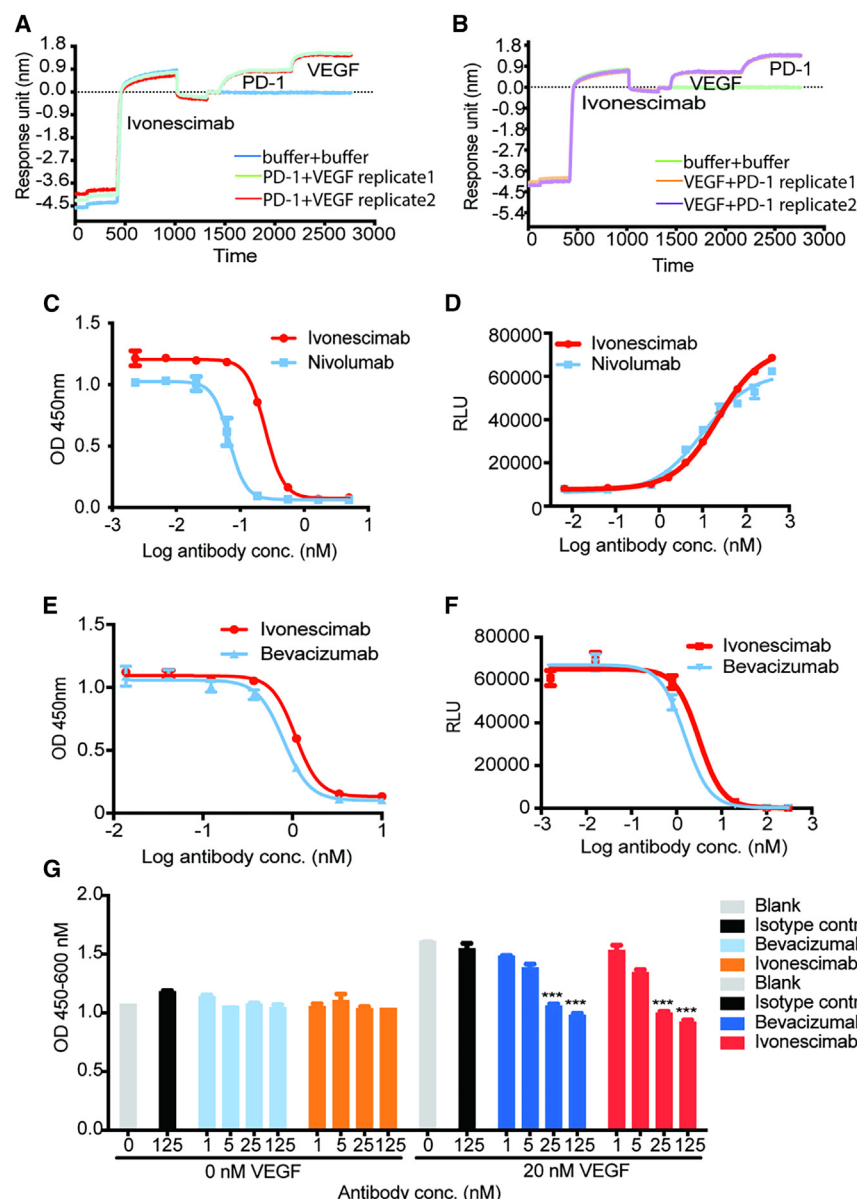 A
Response unit (nm)
1.8
0.9
0.0
-0.9
-1.8
-2.7
-3.6
-4.5
Ivonescimab
PD-1
VEGF
buffer+buffer
PD-1+VEGF replicate1
PD-1+VEGF replicate2
0 500 1000 1500 2000 2500 3000
Time
B
Response unit (nm)
1.8
0.9
0.0
-0.9
-1.8
-2.7
-3.6
-4.5
-5.4
Ivonescimab
VEGF
PD-1
buffer+buffer
VEGF+PD-1 replicate1
VEGF+PD-1 replicate2
0 500 1000 1500 2000 2500 3000
Time
C
OD 450nm
1.5
1.0
0.5
0.0
Ivonescimab
Nivolumab
-3 -2 -1 0 1
Log antibody conc. (nM)
D
RLU
80000
60000
40000
20000
0
Ivonescimab
Nivolumab
-2 -1 0 1 2 3
Log antibody conc. (nM)
E
OD 450nm
1.5
1.0
0.5
0
Ivonescimab
Bevacizumab
-2 -1 0 1
Log antibody conc. (nM)
F
RLU
80000
60000
40000
20000
0
Ivonescimab
Bevacizumab
-3 -2 -1 0 1 2 3
Log antibody conc. (nM)
G
OD 450-600 nM
2.0
1.5
1.0
0.5
0.0
*** *** *** ***
Blank
Isotype contr
Bevacizumab
Ivonescimab
Blank
Isotype contr
Bevacizumab
Ivonescimab
0 125 1 5 25 125 1 5 25 125 0 125 1 5 25 125 1 5 25 125
0 nM VEGF 20 nM VEGF
Antibody conc. (nM)